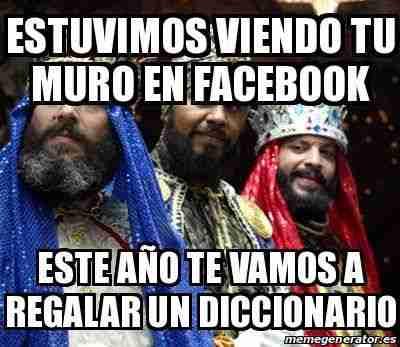 ESTUVIMOS VIENDO TU
MURO EN FACEBOOK
ESTE AÑO TE VAMOS A
REGALAR UN DICCIONARIO
memegenerator.es